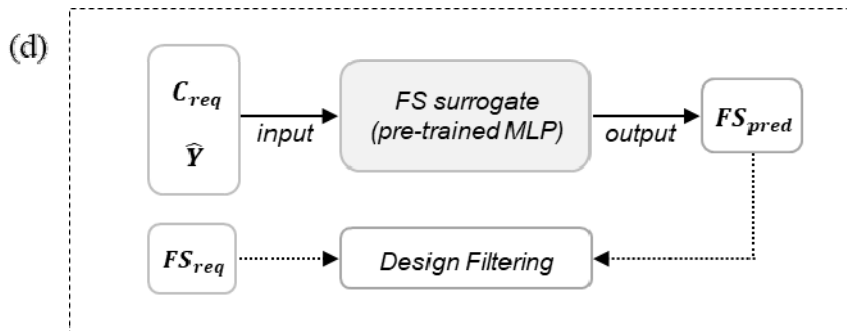 (d)
C_req
Ŷ
input
FS surrogate
(pre-trained MLP)
output
FS_pred
FS_req
Design Filtering